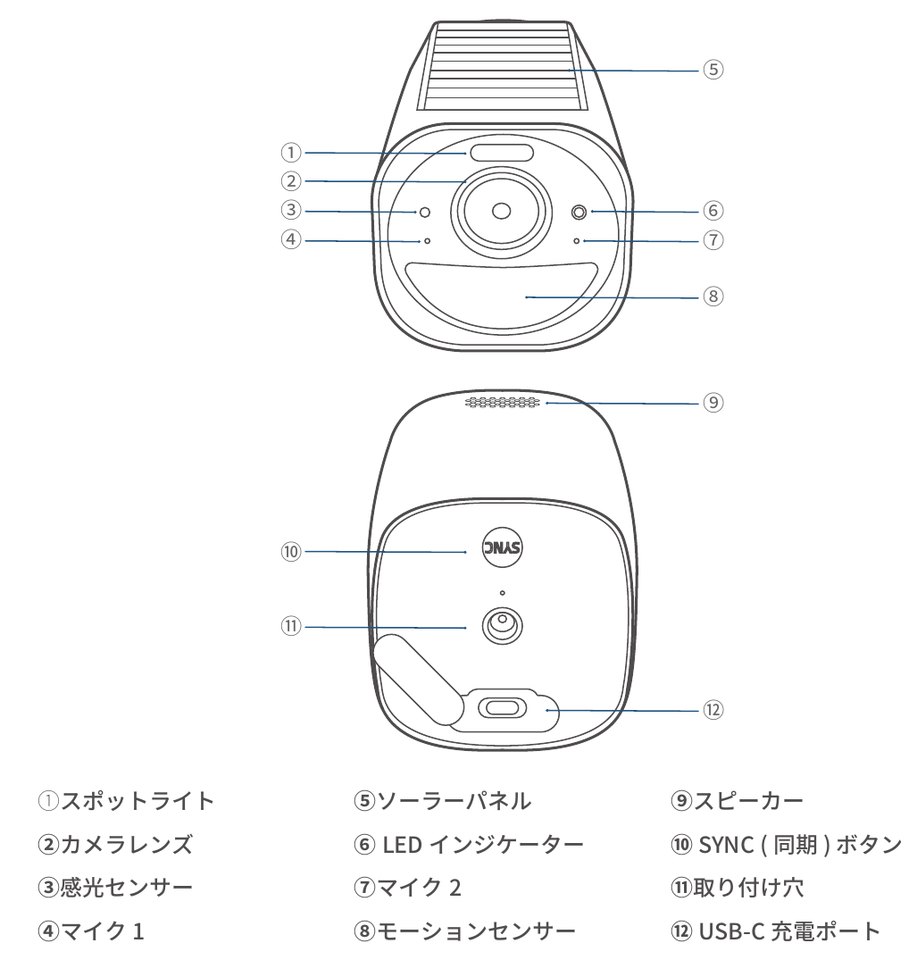 ⑤
①
②
③
⑥
④
⑦
⑧
⑨
SYNC
⑩
⑪
⑫
①スポットライト
⑤ソーラーパネル
⑨スピーカー
②カメラレンズ
⑥ LED インジケーター
⑩ SYNC ( 同期 ) ボタン
③感光センサー
⑦マイク 2
⑪取り付け穴
④マイク 1
⑧モーションセンサー
⑫ USB-C 充電ポート